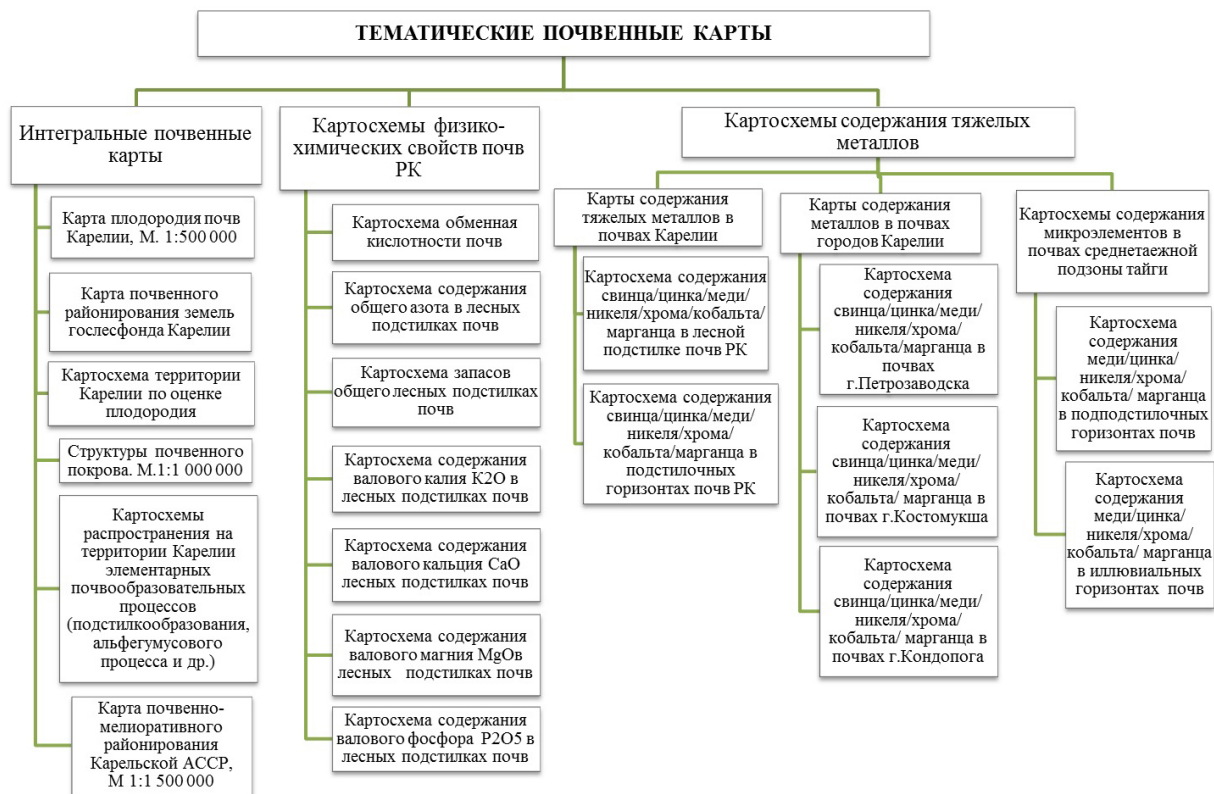 ТЕМАТИЧЕСКИЕ ПОЧВЕННЫЕ КАРТЫ
Интегральные почвенные
карты
Карта плодородия почв
Карелии, М. 1:500 000
Карта почвенного
районирования земель
гослесфонда Карелии
Картосхема территории
Карелии по оценке
плодородия
Структуры почвенного
покрова. М.1:1 000 000
Картосхемы
распространения на
территории Карелии
элементарных
почвообразовательных
процессов
(подстилкообразования,
альфегумусового
процесса и др.)
Карта почвенно-
мелиоративного
районирования
Карельской АССР,
М 1:1 500 000
Картосхемы физико-
химических свойств почв
РК
Картосхема обменная
кислотности почв
Картосхема содержания
общего азота в лесных
подстилках почв
Картосхема запасов
общего лесных подстилках
почв
Картосхема содержания
валового калия K2O в
лесных подстилках почв
Картосхема содержания
валового кальция CaO
лесных подстилках почв
Картосхема содержания
валового магния MgOв
лесных подстилках почв
Картосхема содержания
валового фосфора P2O5 в
лесных подстилках почв
Картосхемы содержания тяжелых
металлов
Карты содержания
тяжелых металлов в
почвах Карелии
Картосхема содержания
свинца/цинка/меди/
никеля/хрома/кобальта/
марганца в лесной
подстилке почв РК
Картосхема содержания
свинца/цинка/меди/
никеля/хрома/
кобальта/марганца в
подстилочных
горизонтах почв РК
Карты содержания
металлов в почвах
городов Карелии
Картосхема
содержания
свинца/цинка/меди/
никеля/хрома/
кобальта/марганца в
почвах
г.Петрозаводска
Картосхема
содержания
свинца/цинка/меди/
никеля/хрома/
кобальта/ марганца в
почвах г.Костомукша
Картосхема
содержания
свинца/цинка/меди/
никеля/хрома/
кобальта/ марганца в
почвах г.Кондопога
Картосхемы содержания
микроэлементов в
почвах среднетаежной
подзоны тайги
Картосхема
содержания
меди/цинка/
никеля/хрома/
кобальта/ марганца
в подподстилочных
горизонтах почв
Картосхема
содержания
меди/цинка/
никеля/хрома/
кобальта/ марганца
в иллювиальных
горизонтах почв